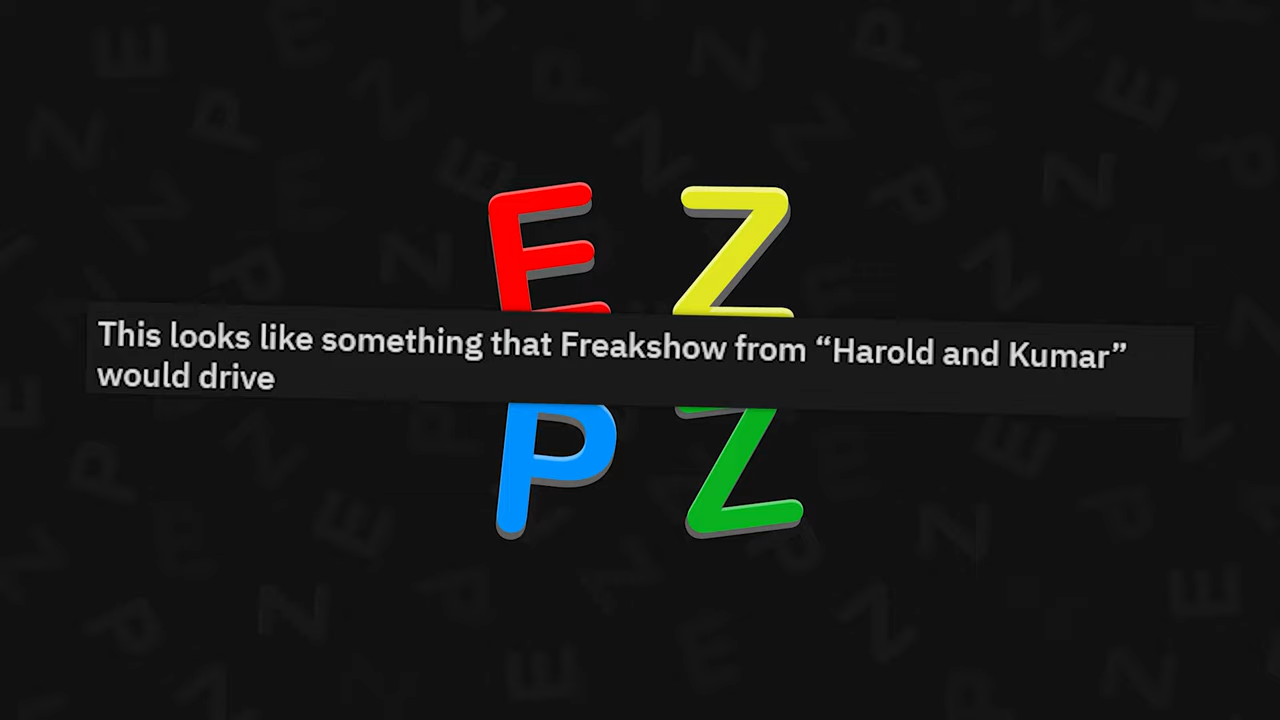 E Z
This looks like something that Freakshow from “Harold and Kumar”
would drive
P Z